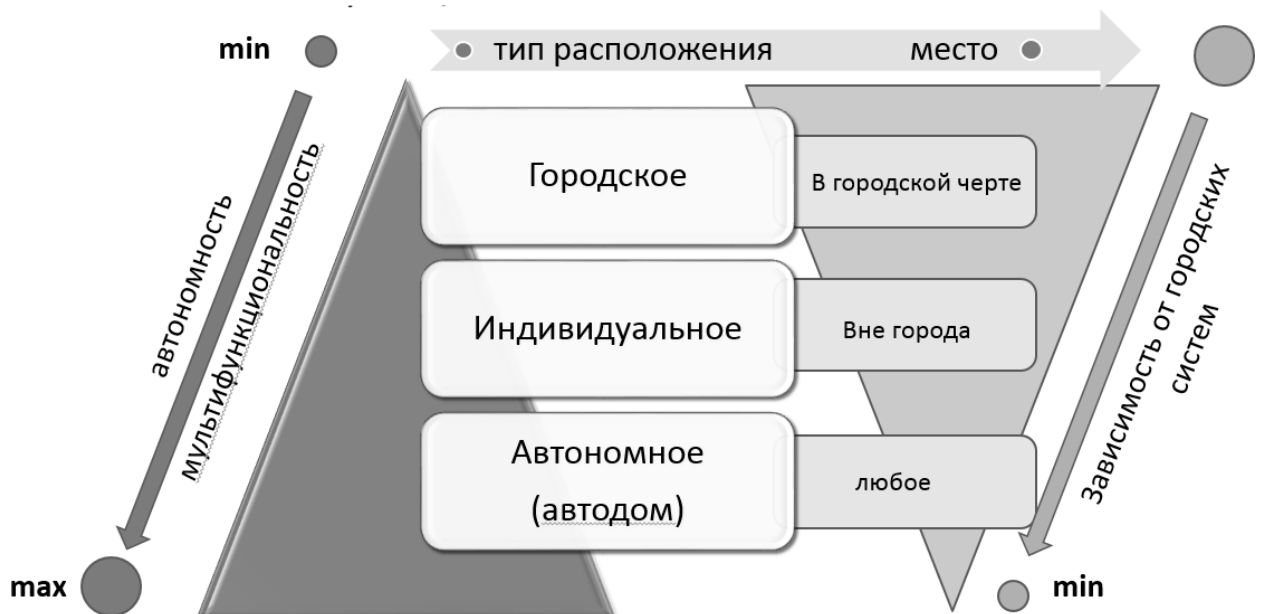 min
тип расположения
место
автономность
мультифункциональность
Городское
В городской черте
Индивидуальное
Вне города
Автономное
(автодом)
любое
Зависимость от городских
систем
max
min